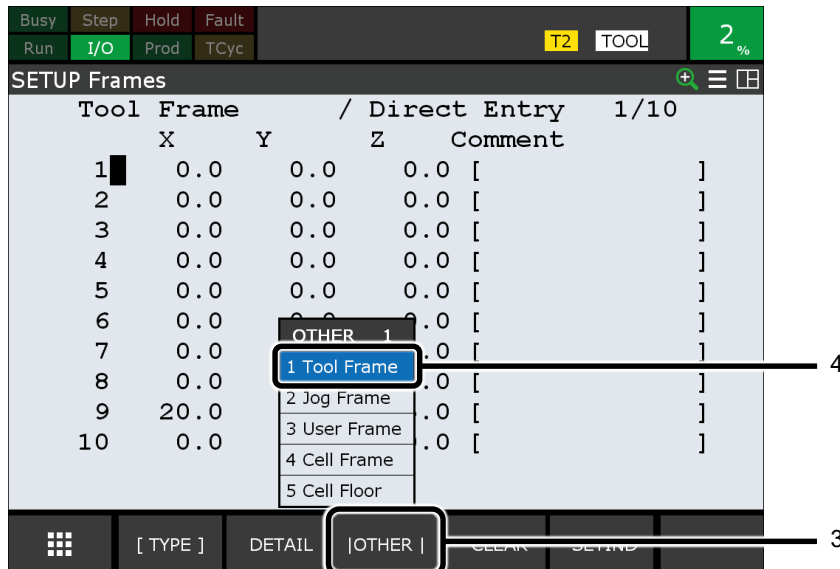 Busy Step Hold Fault
Run I/O Prod TCyc T2 TOOL 2%
SETUP Frames
Tool Frame / Direct Entry 1/10
X Y Z Comment
1 0.0 0.0 0.0 [ ]
2 0.0 0.0 0.0 [ ]
3 0.0 0.0 0.0 [ ]
4 0.0 0.0 0.0 [ ]
5 0.0 0.0 0.0 [ ]
6 0.0 .0 [ ]
OTHER 1
7 0.0 .0 [ ]
1 Tool Frame 4
8 0.0 .0 [ ]
2 Jog Frame
9 20.0 .0 [ ]
3 User Frame
10 0.0 .0 [ ]
4 Cell Frame
5 Cell Floor
[ TYPE ] DETAIL |OTHER | CLEAR SETIND 3